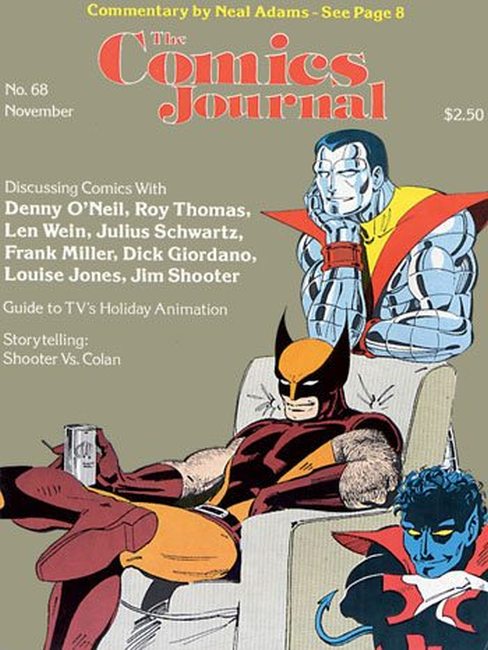 Commentary by Neal Adams - See Page 8
The
Comics
Journal
No. 68
November
$2.50
Discussing Comics With
Denny O'Neil, Roy Thomas,
Len Wein, Julius Schwartz,
Frank Miller, Dick Giordano,
Louise Jones, Jim Shooter
Guide to TV's Holiday Animation
Storytelling:
Shooter Vs. Colan